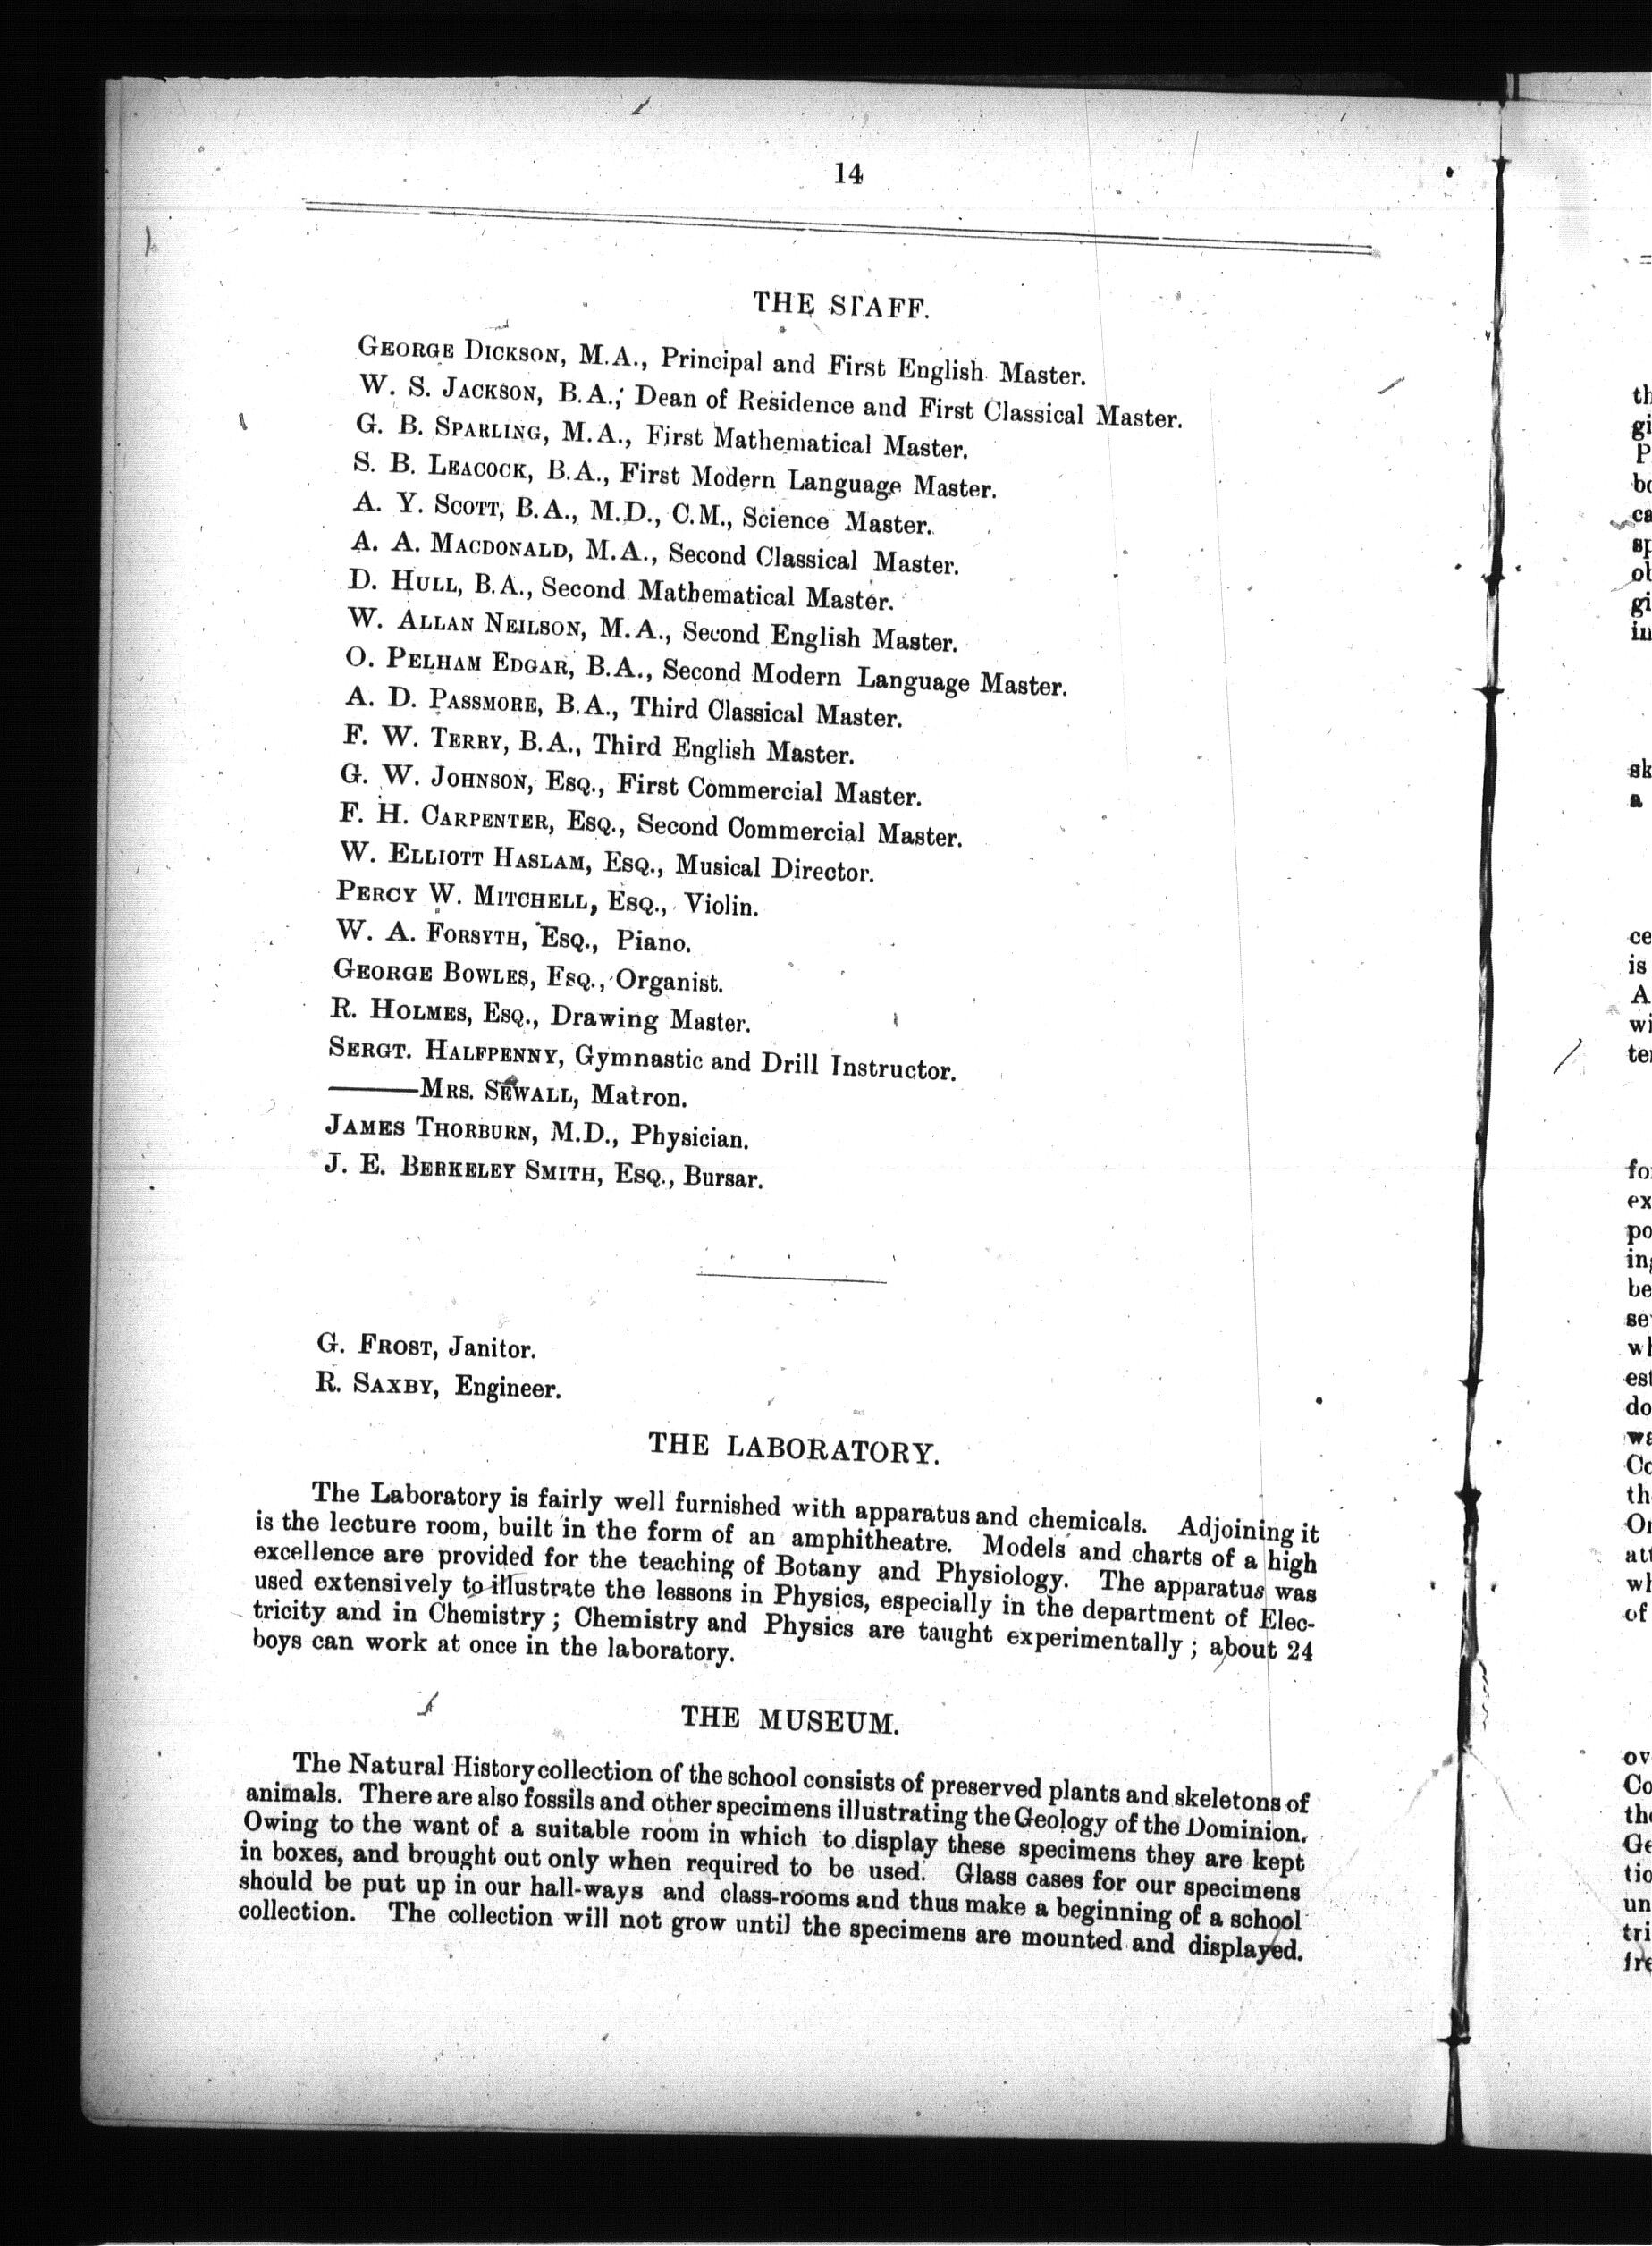 14
THE STAFF.
GEORGE DICKSON, M.A., Principal and First English Master.
W. S. JACKSON, B.A., Dean of Residence and First Classical Master.
G. B. SPARLING, M.A., First Mathematical Master.
S. B. LEACOCK, B.A., First Modern Language Master.
A. Y. SCOTT, B.A., M.D., C.M., Science Master.
A. A. MACDONALD, M.A., Second Classical Master.
D. HULL, B.A., Second Mathematical Master.
W. ALLAN NEILSON, M.A., Second English Master.
O. PELHAM EDGAR, B.A., Second Modern Language Master.
A. D. PASSMORE, B.A., Third Classical Master.
F. W. TERRY, B.A., Third English Master.
G. W. JOHNSON, ESQ., First Commercial Master.
F. H. CARPENTER, ESQ., Second Commercial Master.
W. ELLIOTT HASLAM, ESQ., Musical Director.
PERCY W. MITCHELL, ESQ., Violin.
W. A. FORSYTH, ESQ., Piano.
GEORGE BOWLES, ESQ., Organist.
R. HOLMES, ESQ., Drawing Master.
SERGT. HALFPENNY, Gymnastic and Drill Instructor.
———MRS. SEWALL, Matron.
JAMES THORBURN, M.D., Physician.
J. E. BERKELEY SMITH, ESQ., Bursar.
G. FROST, Janitor.
R. SAXBY, Engineer.
THE LABORATORY.
The Laboratory is fairly well furnished with apparatus and chemicals. Adjoining it
is the lecture room, built in the form of an amphitheatre. Models and charts of a high
excellence are provided for the teaching of Botany and Physiology. The apparatus was
used extensively to illustrate the lessons in Physics, especially in the department of Elec-
tricity and in Chemistry; Chemistry and Physics are taught experimentally; about 24
boys can work at once in the laboratory.
THE MUSEUM.
The Natural History collection of the school consists of preserved plants and skeletons of
animals. There are also fossils and other specimens illustrating the Geology of the Dominion.
Owing to the want of a suitable room in which to display these specimens they are kept
in boxes, and brought out only when required to be used. Glass cases for our specimens
should be put up in our hall-ways and class-rooms and thus make a beginning of a school
collection. The collection will not grow until the specimens are mounted and displayed.